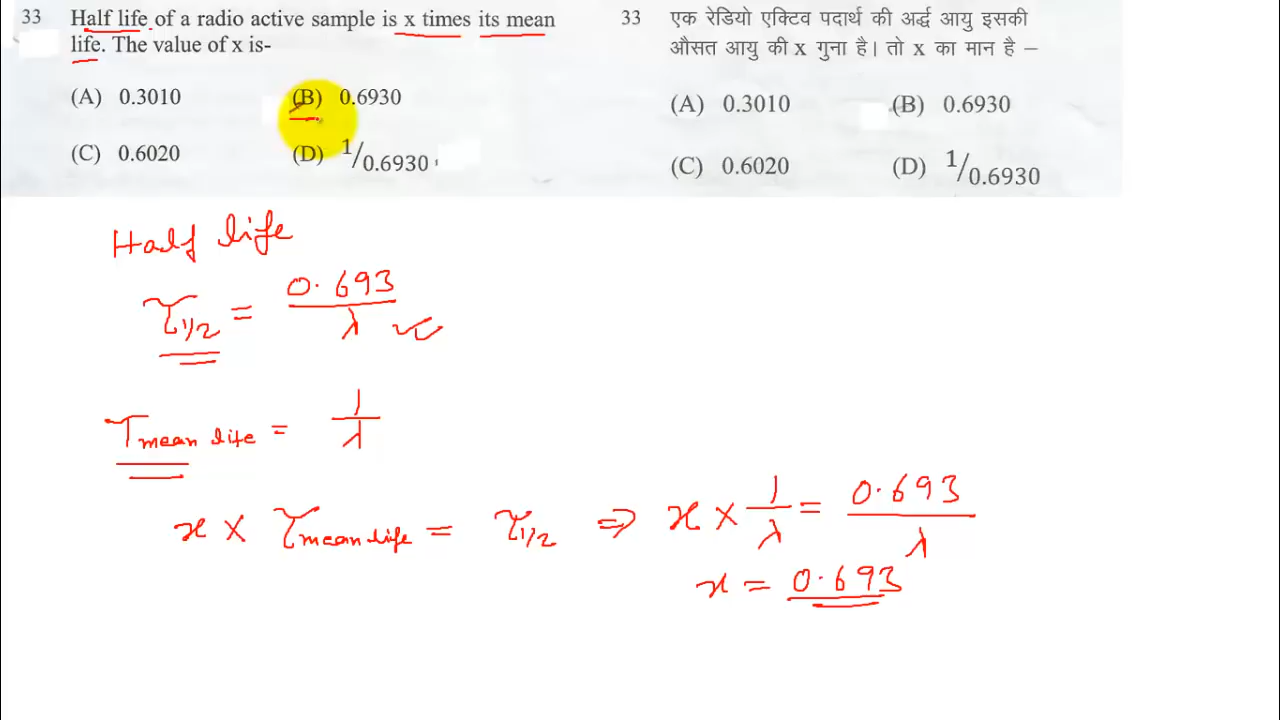 33 Half life of a radio active sample is x times its mean
life. The value of x is-
(A) 0.3010 (B) 0.6930
(C) 0.6020 (D) 1/0.6930
33 एक रेडियो एक्टिव पदार्थ की अर्द्ध आयु इसकी
औसत आयु की x गुना है। तो x का मान है –
(A) 0.3010 (B) 0.6930
(C) 0.6020 (D) 1/0.6930
Half life
τ1/2 = 0.693/λ
Tmean life = 1/λ
x × τmean life = τ1/2 ⇒ x × 1/λ = 0.693/λ
x = 0.693